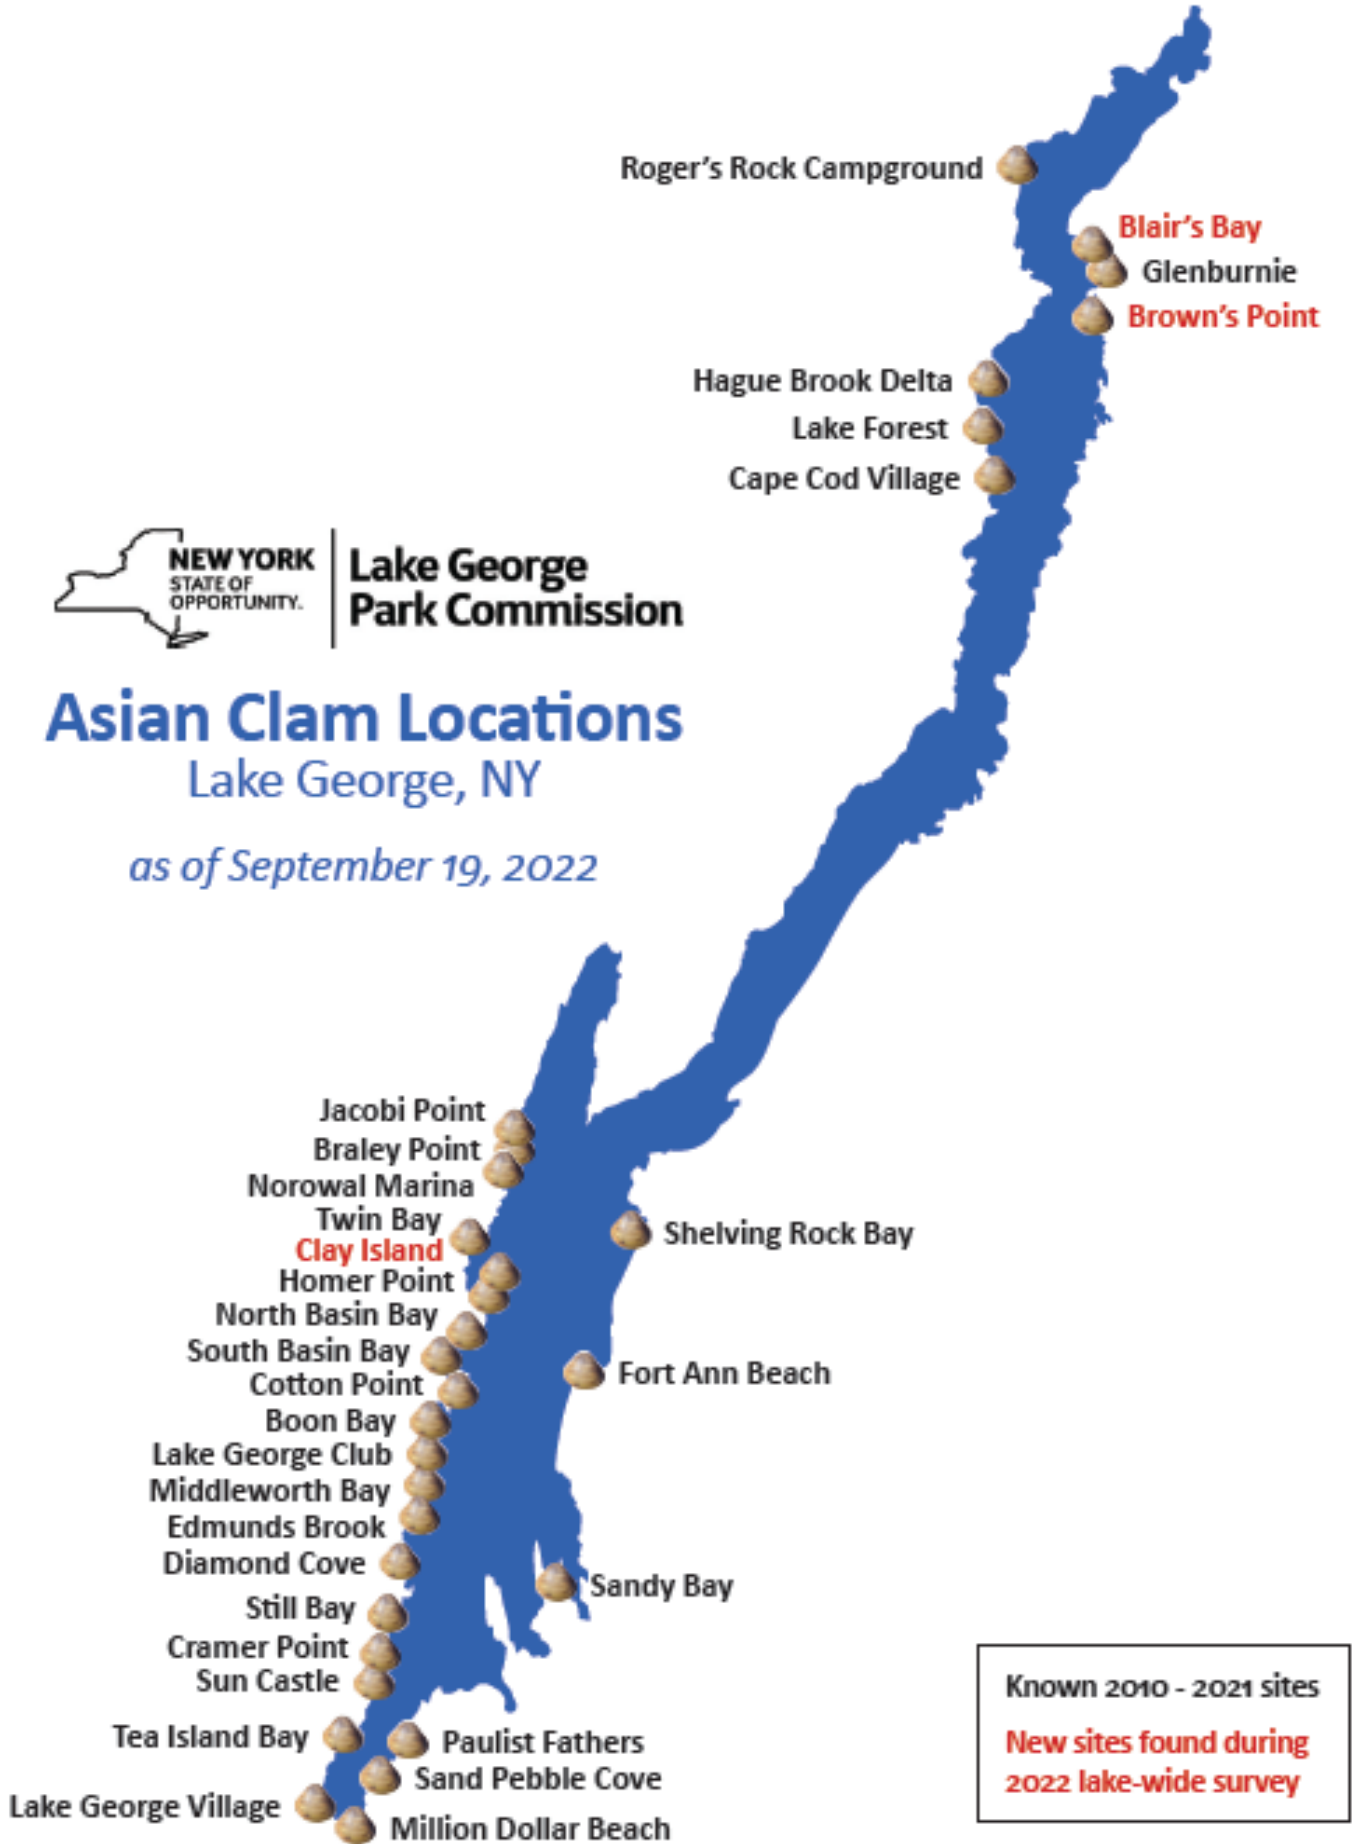 Roger's Rock Campground
Blair's Bay
Glenburnie
Brown's Point
Hague Brook Delta
Lake Forest
Cape Cod Village
NEW YORK
STATE OF
OPPORTUNITY.
Lake George
Park Commission
Asian Clam Locations
Lake George, NY
as of September 19, 2022
Jacobi Point
Braley Point
Norowal Marina
Twin Bay
Clay Island
Shelving Rock Bay
Homer Point
North Basin Bay
South Basin Bay
Fort Ann Beach
Cotton Point
Boon Bay
Lake George Club
Middleworth Bay
Edmunds Brook
Diamond Cove
Sandy Bay
Still Bay
Cramer Point
Sun Castle
Tea Island Bay
Paulist Fathers
Sand Pebble Cove
Lake George Village
Million Dollar Beach
Known 2010 - 2021 sites
New sites found during
2022 lake-wide survey